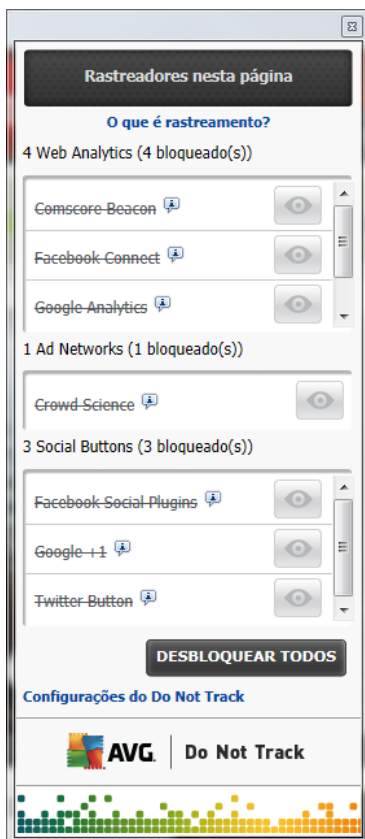 Rastreadores nesta página
O que é rastreamento?
4 Web Analytics (4 bloqueado(s))
Comscore Beacon
Facebook Connect
Google Analytics
1 Ad Networks (1 bloqueado(s))
Crowd Science
3 Social Buttons (3 bloqueado(s))
Facebook Social Plugins
Google +1
Twitter Button
DESBLOQUEAR TODOS
Configurações do Do Not Track
AVG. Do Not Track